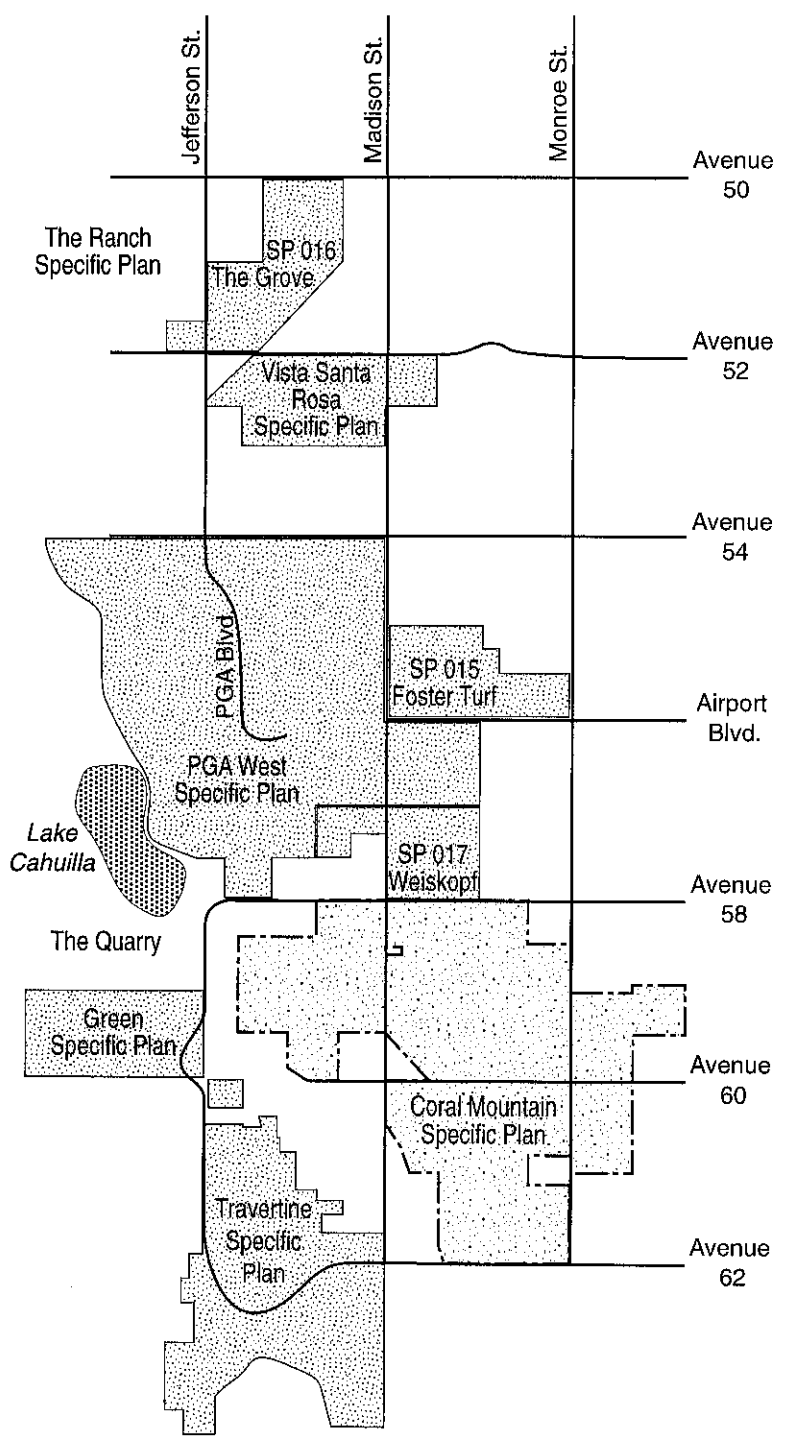 Jefferson St.
Madison St.
Monroe St.
Avenue
50
The Ranch
Specific Plan
SP 016
The Grove
Avenue
52
Vista Santa
Rosa
Specific Plan
Avenue
54
PGA Blvd
SP 015
Foster Turf
Airport
Blvd.
PGA West
Specific Plan
Lake
Cahuilla
SP 017
Weiskopf
Avenue
58
The Quarry
Green
Specific Plan
Avenue
60
Coral Mountain
Specific Plan
Travertine
Specific
Plan
Avenue
62